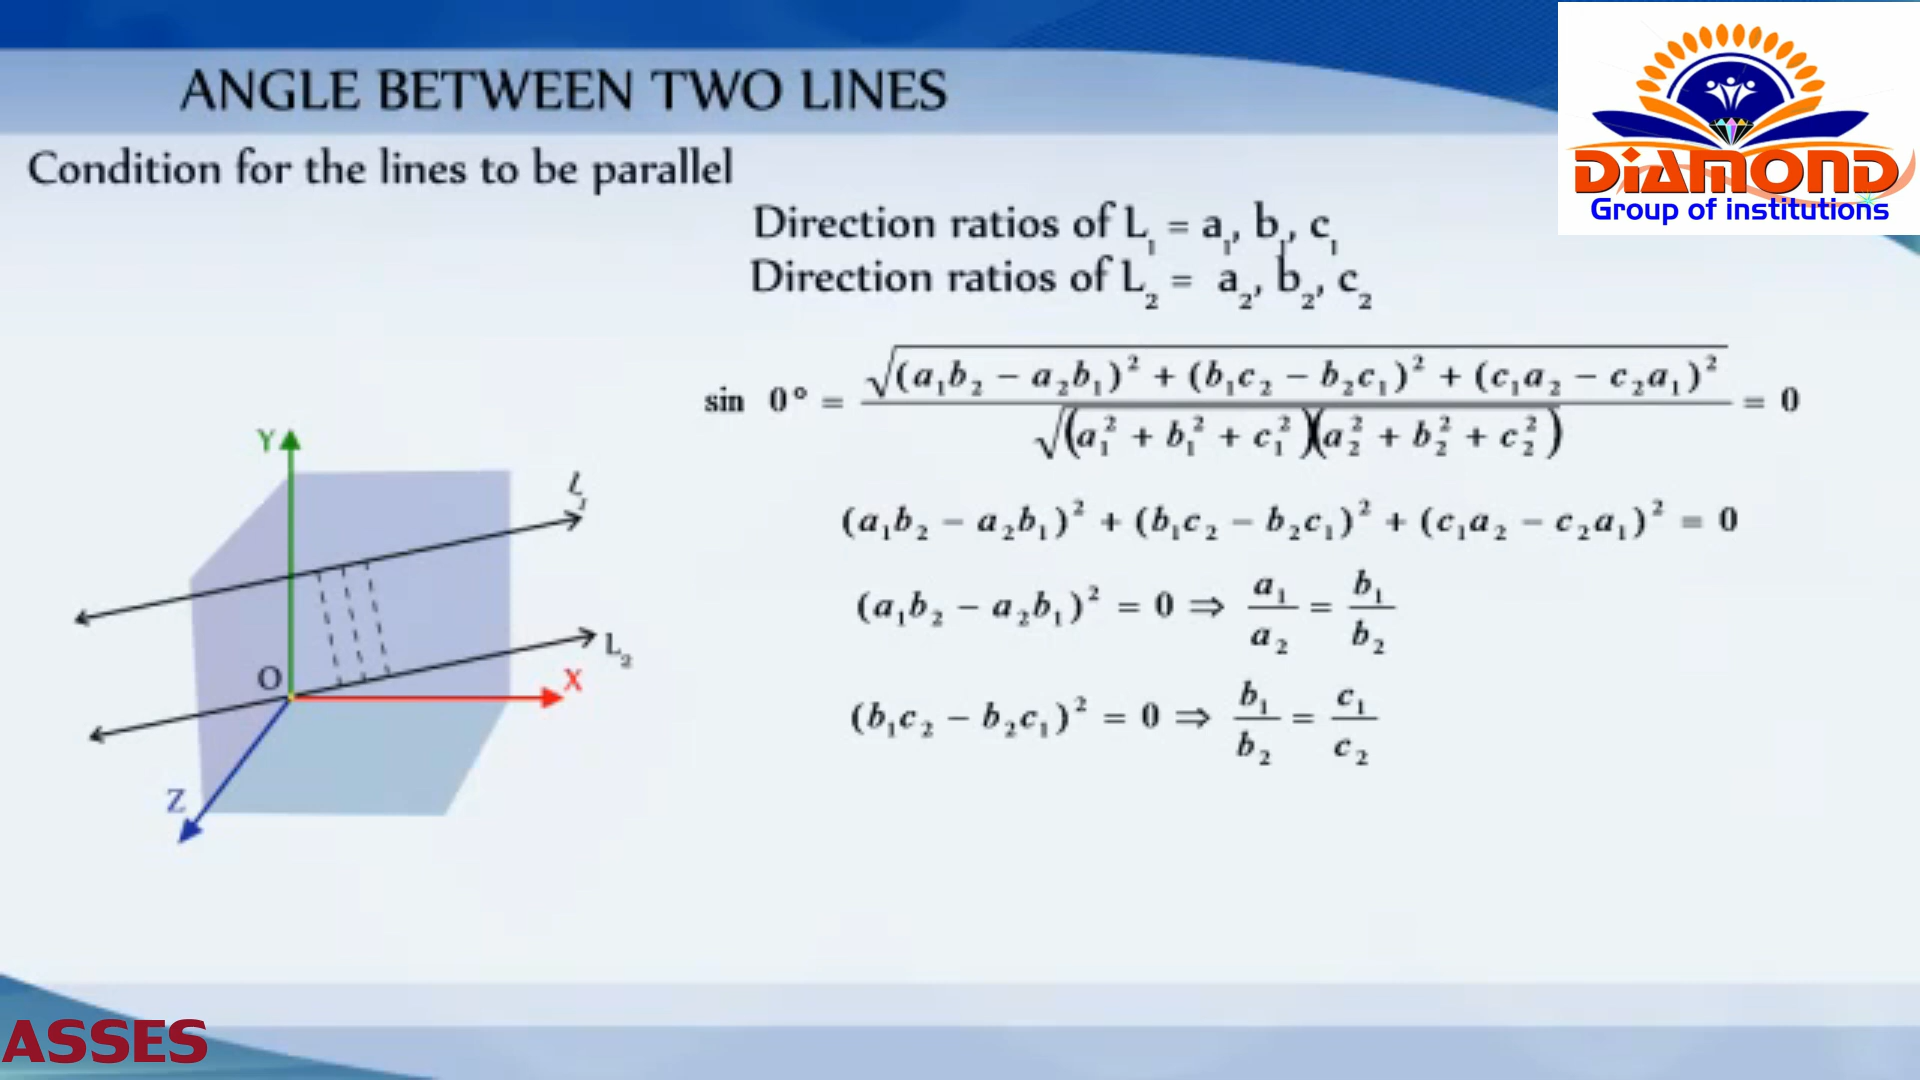 ANGLE BETWEEN TWO LINES
DiAMOND
Group of institutions
Condition for the lines to be parallel
Direction ratios of L₁ = a₁, b₁, c₁
Direction ratios of L₂ = a₂, b₂, c₂
sin 0° = √((a₁b₂ − a₂b₁)² + (b₁c₂ − b₂c₁)² + (c₁a₂ − c₂a₁)²) / √((a₁² + b₁² + c₁²)(a₂² + b₂² + c₂²)) = 0
(a₁b₂ − a₂b₁)² + (b₁c₂ − b₂c₁)² + (c₁a₂ − c₂a₁)² = 0
(a₁b₂ − a₂b₁)² = 0 ⇒ a₁/a₂ = b₁/b₂
(b₁c₂ − b₂c₁)² = 0 ⇒ b₁/b₂ = c₁/c₂
Y
L₁
L₂
O
X
Z
ASSES